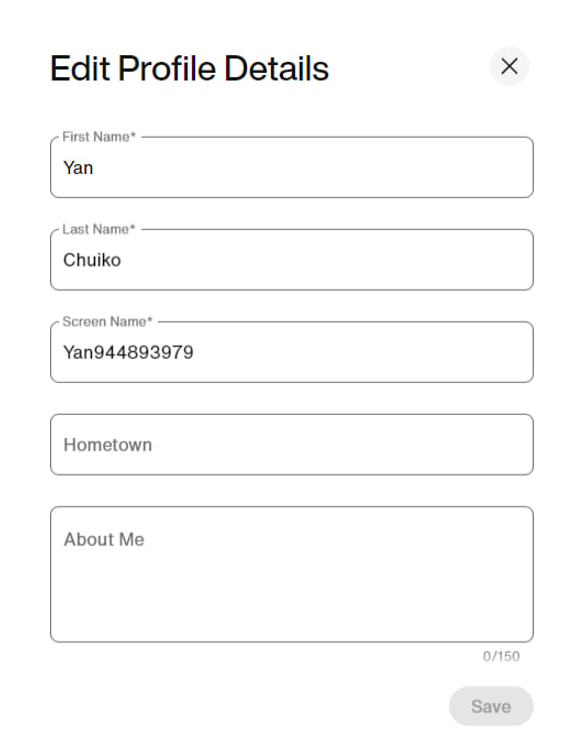 Edit Profile Details
First Name*
Yan
Last Name*
Chuiko
Screen Name*
Yan944893979
Hometown
About Me
0/150
Save